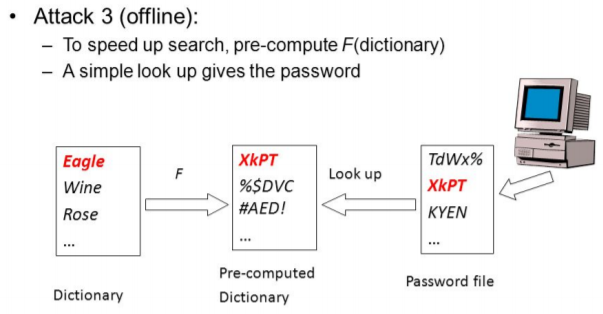 • Attack 3 (offline):
– To speed up search, pre-compute F(dictionary)
– A simple look up gives the password
Eagle
Wine
Rose
...
F
XkPT
%$DVC
#AED!
...
Look up
TdWx%
XkPT
KYEN
...
Dictionary
Pre-computed
Dictionary
Password file